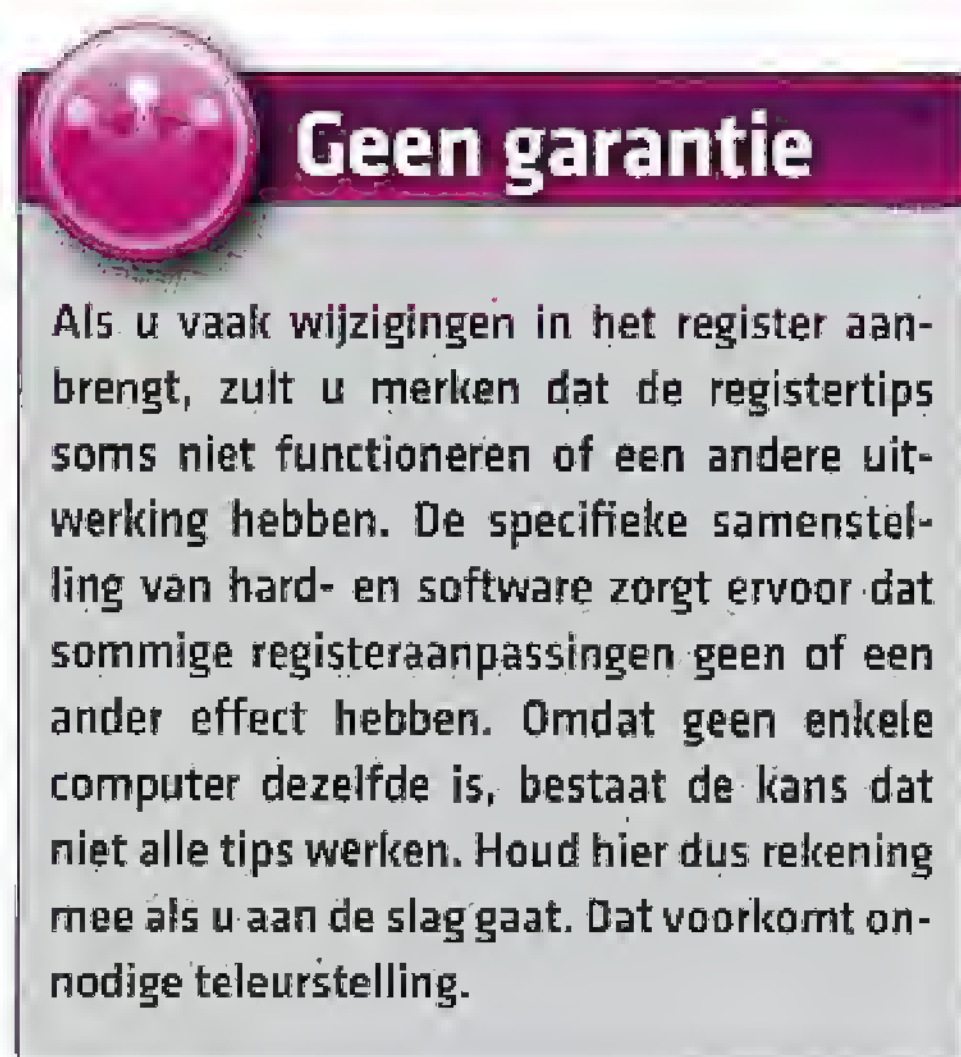 Geen garantie
Als u vaak wijzigingen in het register aan-
brengt, zult u merken dat de registertips
soms niet functioneren of een andere uit-
werking hebben. De specifieke samenstel-
ling van hard- en software zorgt ervoor dat
sommige registeraanpassingen geen of een
ander effect hebben. Omdat geen enkele
computer dezelfde is, bestaat de kans dat
niet alle tips werken. Houd hier dus rekening
mee als u aan de slag gaat. Dat voorkomt on-
nodige teleurstelling.